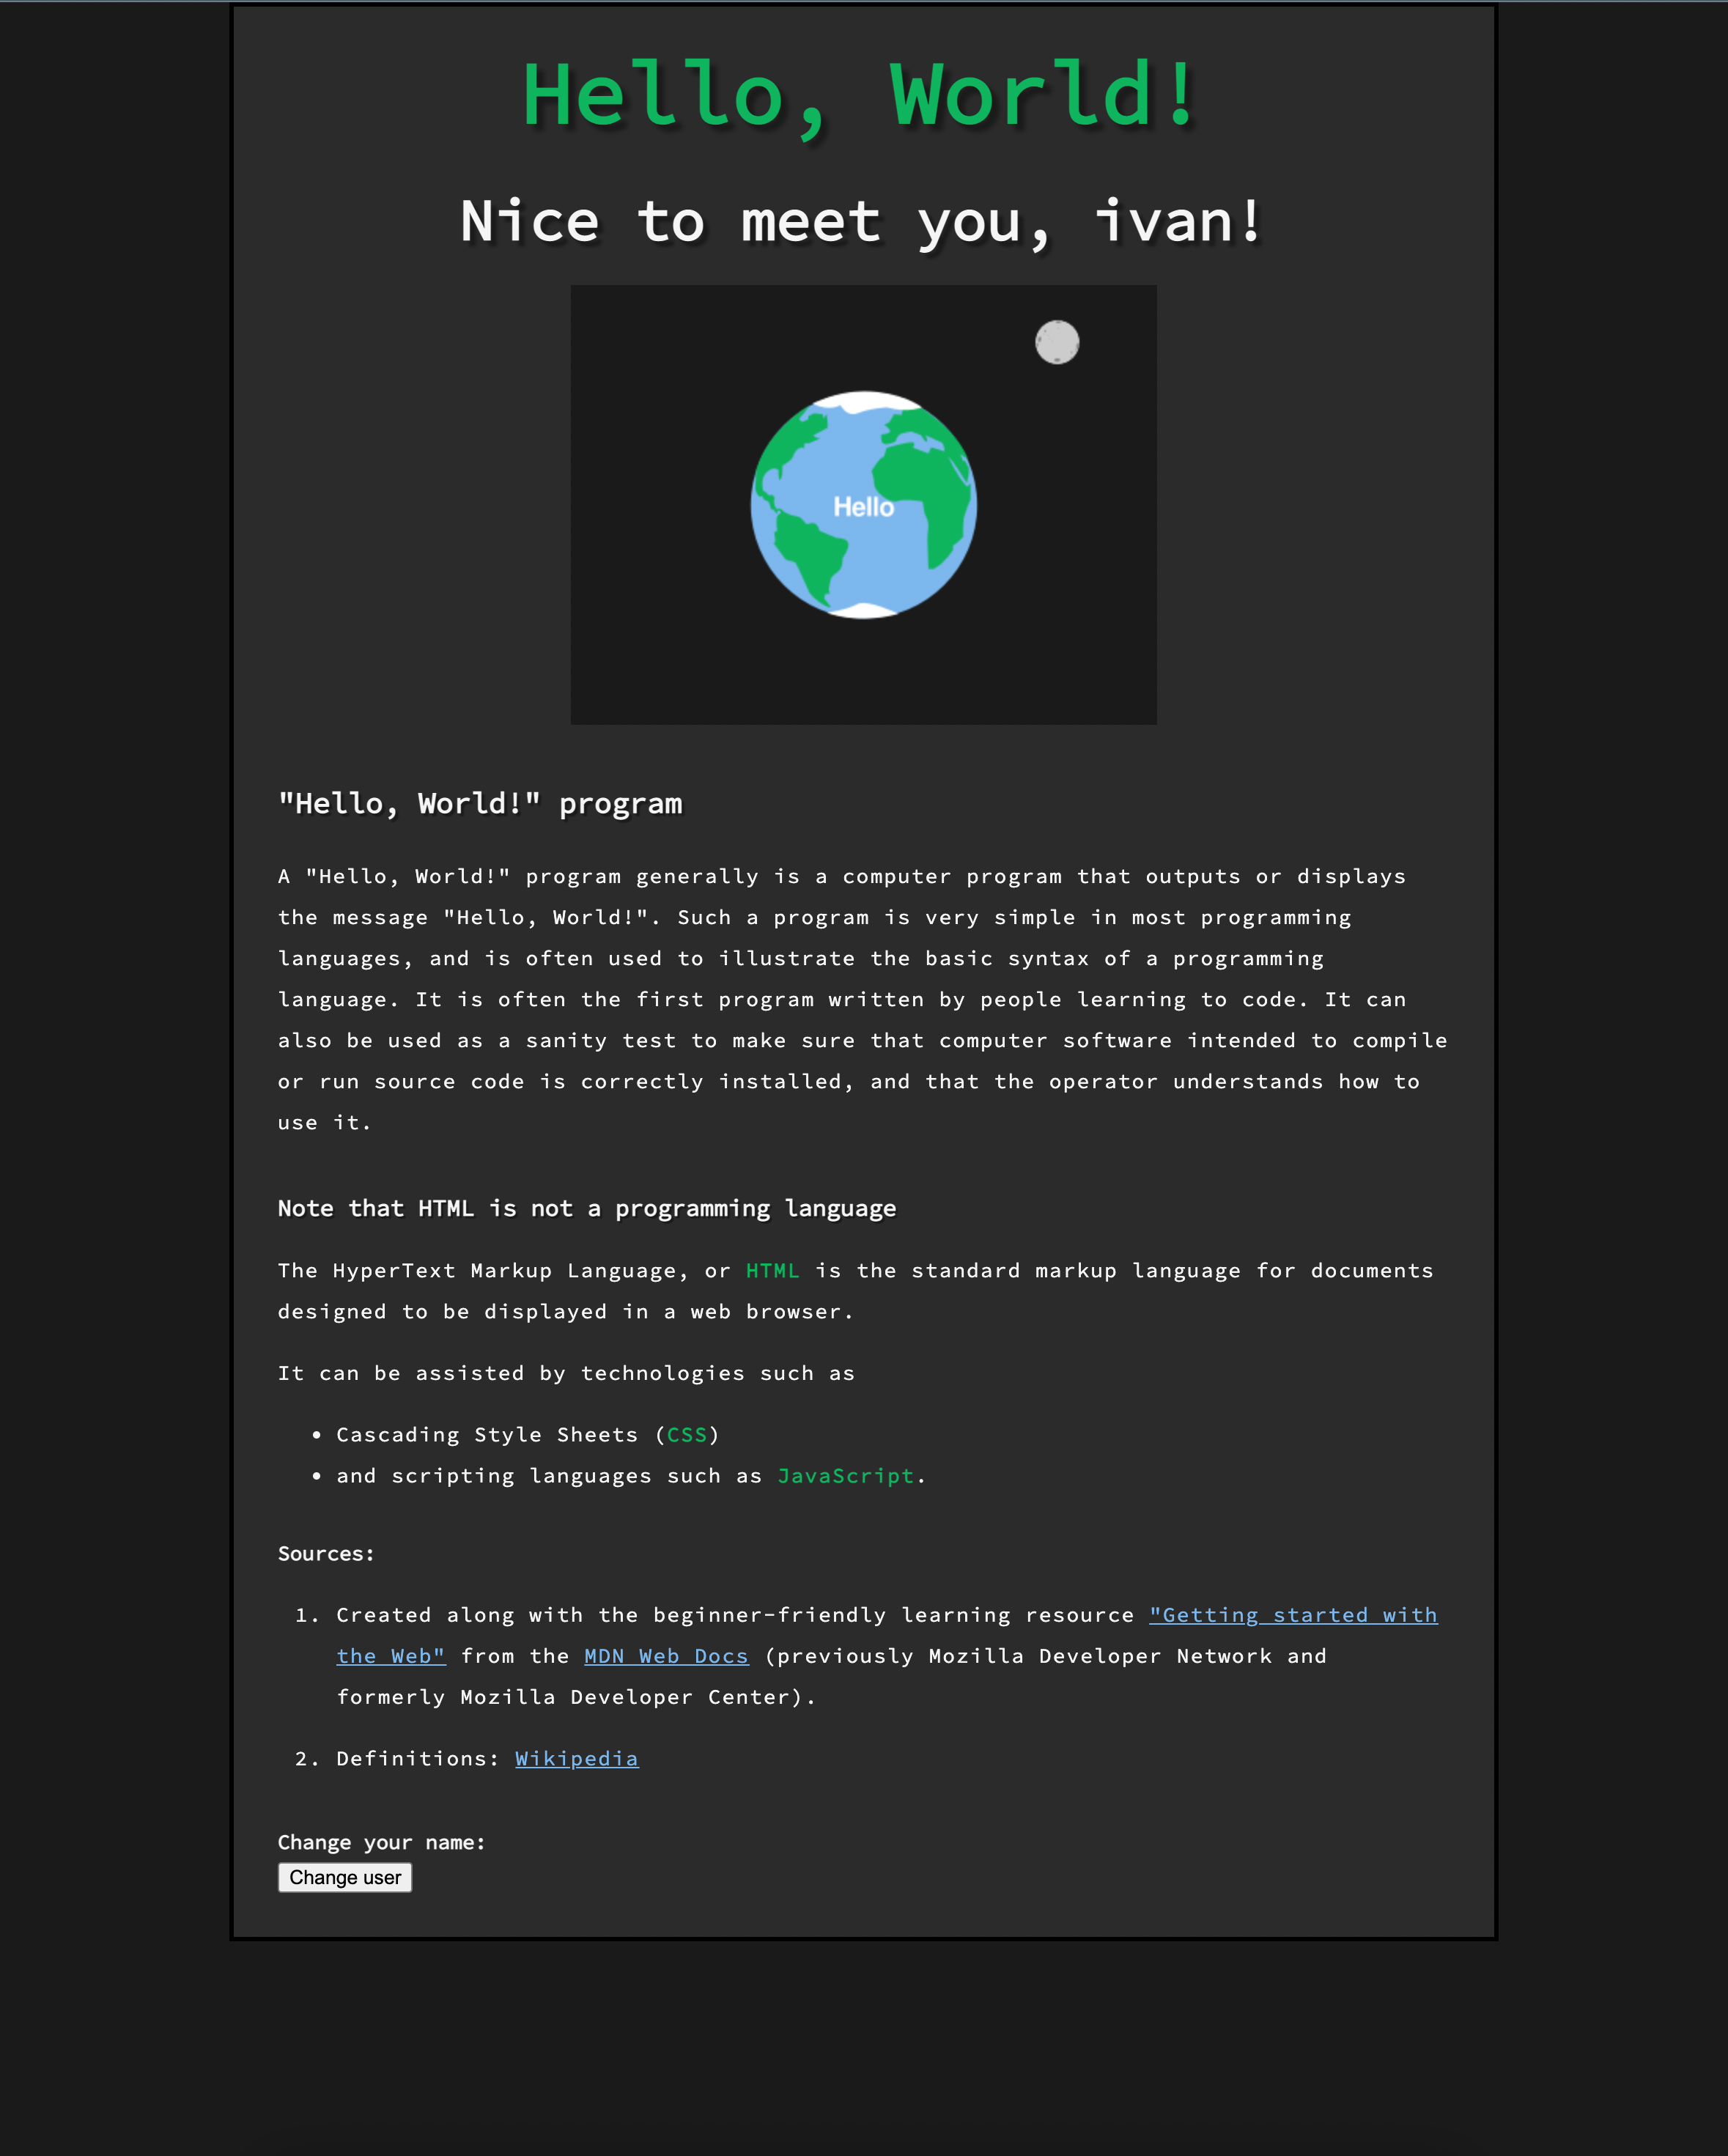 Hello, World!
Nice to meet you, ivan!
Hello
"Hello, World!" program
A "Hello, World!" program generally is a computer program that outputs or displays
the message "Hello, World!". Such a program is very simple in most programming
languages, and is often used to illustrate the basic syntax of a programming
language. It is often the first program written by people learning to code. It can
also be used as a sanity test to make sure that computer software intended to compile
or run source code is correctly installed, and that the operator understands how to
use it.
Note that HTML is not a programming language
The HyperText Markup Language, or HTML is the standard markup language for documents
designed to be displayed in a web browser.
It can be assisted by technologies such as
• Cascading Style Sheets (CSS)
• and scripting languages such as JavaScript.
Sources:
1. Created along with the beginner-friendly learning resource "Getting started with
the Web" from the MDN Web Docs (previously Mozilla Developer Network and
formerly Mozilla Developer Center).
2. Definitions: Wikipedia
Change your name:
Change user